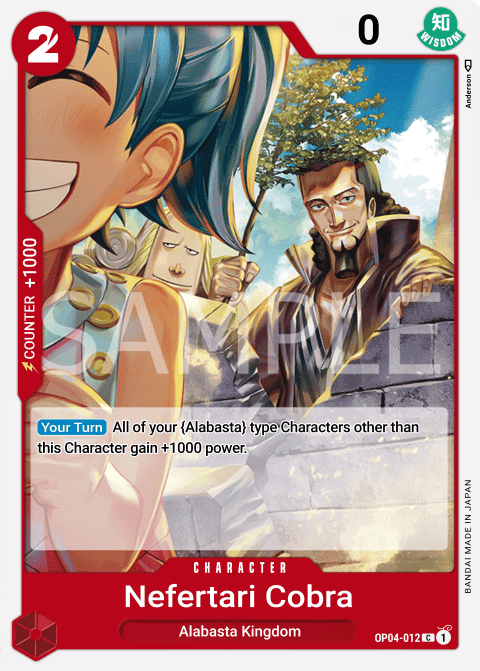 2
0
知
WISDOM
Anderson
COUNTER +1000
SAMPLE
Your Turn All of your {Alabasta} type Characters other than
this Character gain +1000 power.
BANDAI MADE IN JAPAN
CHARACTER
Nefertari Cobra
Alabasta Kingdom
OP04-012 C 1